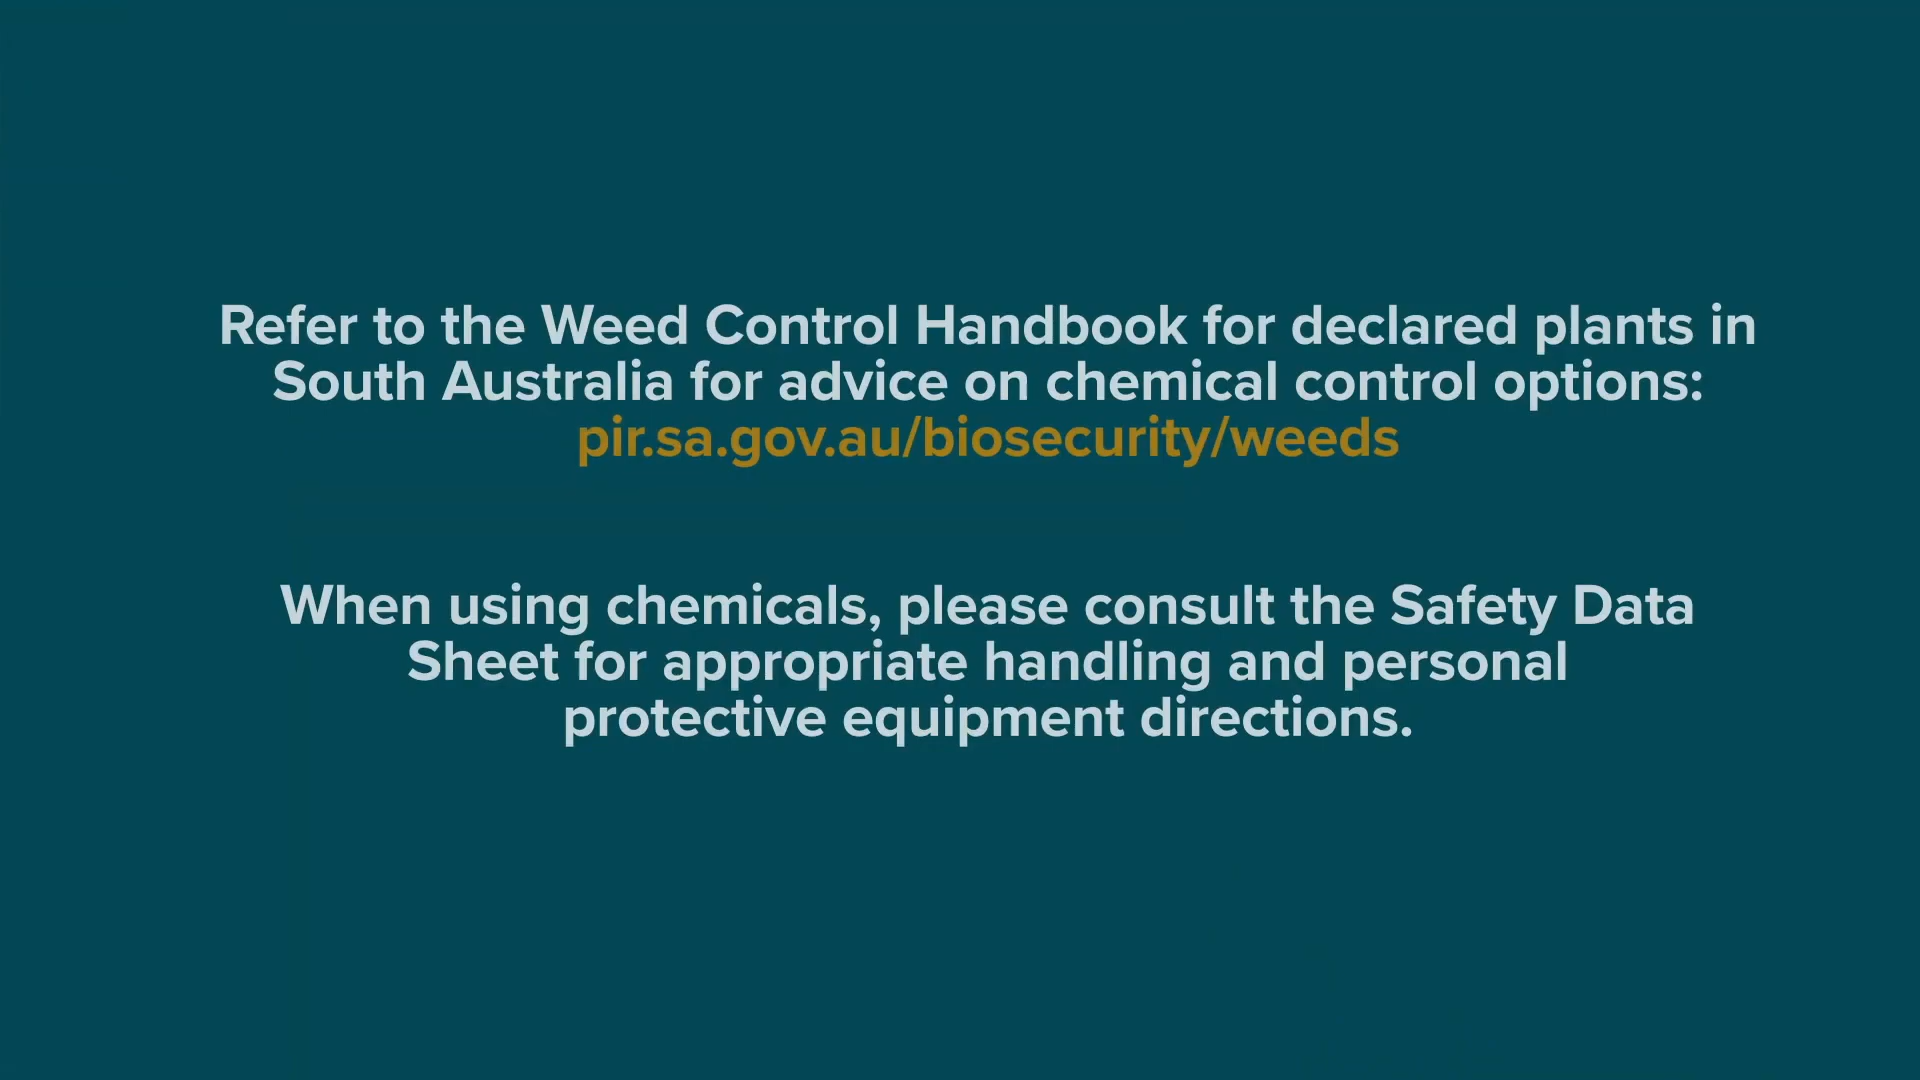 Refer to the Weed Control Handbook for declared plants in
South Australia for advice on chemical control options:
pir.sa.gov.au/biosecurity/weeds
When using chemicals, please consult the Safety Data
Sheet for appropriate handling and personal
protective equipment directions.